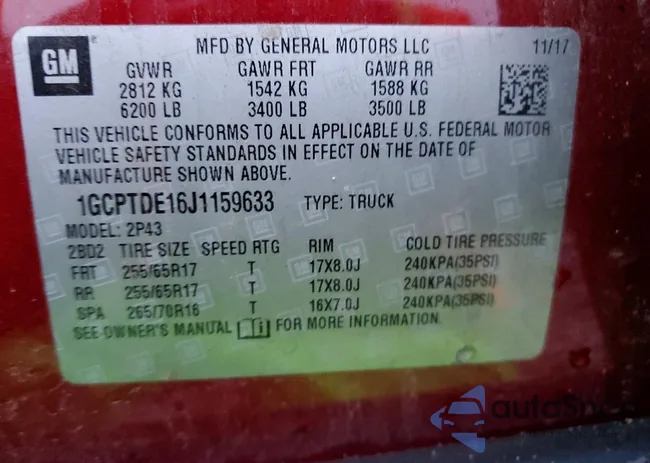 GM
MFD BY GENERAL MOTORS LLC 11/17
GVWR GAWR FRT GAWR RR
2812 KG 1542 KG 1588 KG
6200 LB 3400 LB 3500 LB
THIS VEHICLE CONFORMS TO ALL APPLICABLE U.S. FEDERAL MOTOR
VEHICLE SAFETY STANDARDS IN EFFECT ON THE DATE OF
MANUFACTURE SHOWN ABOVE.
1GCPTDE16J1159633 TYPE: TRUCK
MODEL: 2P43
2BD2 TIRE SIZE SPEED RTG RIM COLD TIRE PRESSURE
FRT 255/65R17 T 17X8.0J 240KPA(35PSI)
RR 255/65R17 T 17X8.0J 240KPA(35PSI)
SPA 265/70R16 T 16X7.0J 240KPA(35PSI)
SEE OWNER'S MANUAL FOR MORE INFORMATION.